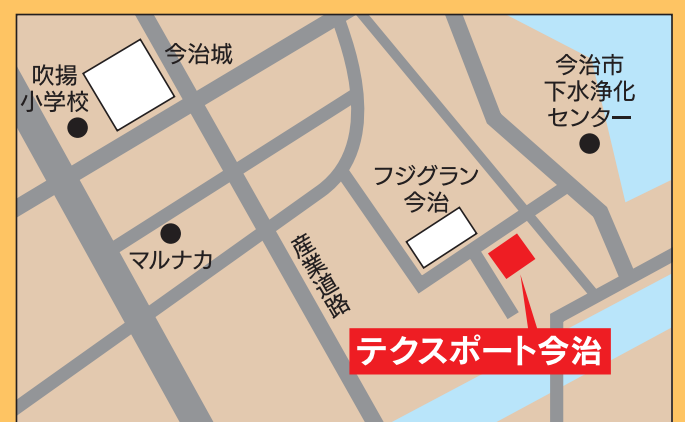 今治城
吹揚
小学校
今治市
下水浄化
センター
フジグラン
今治
マルナカ
産業道路
テクスポート今治